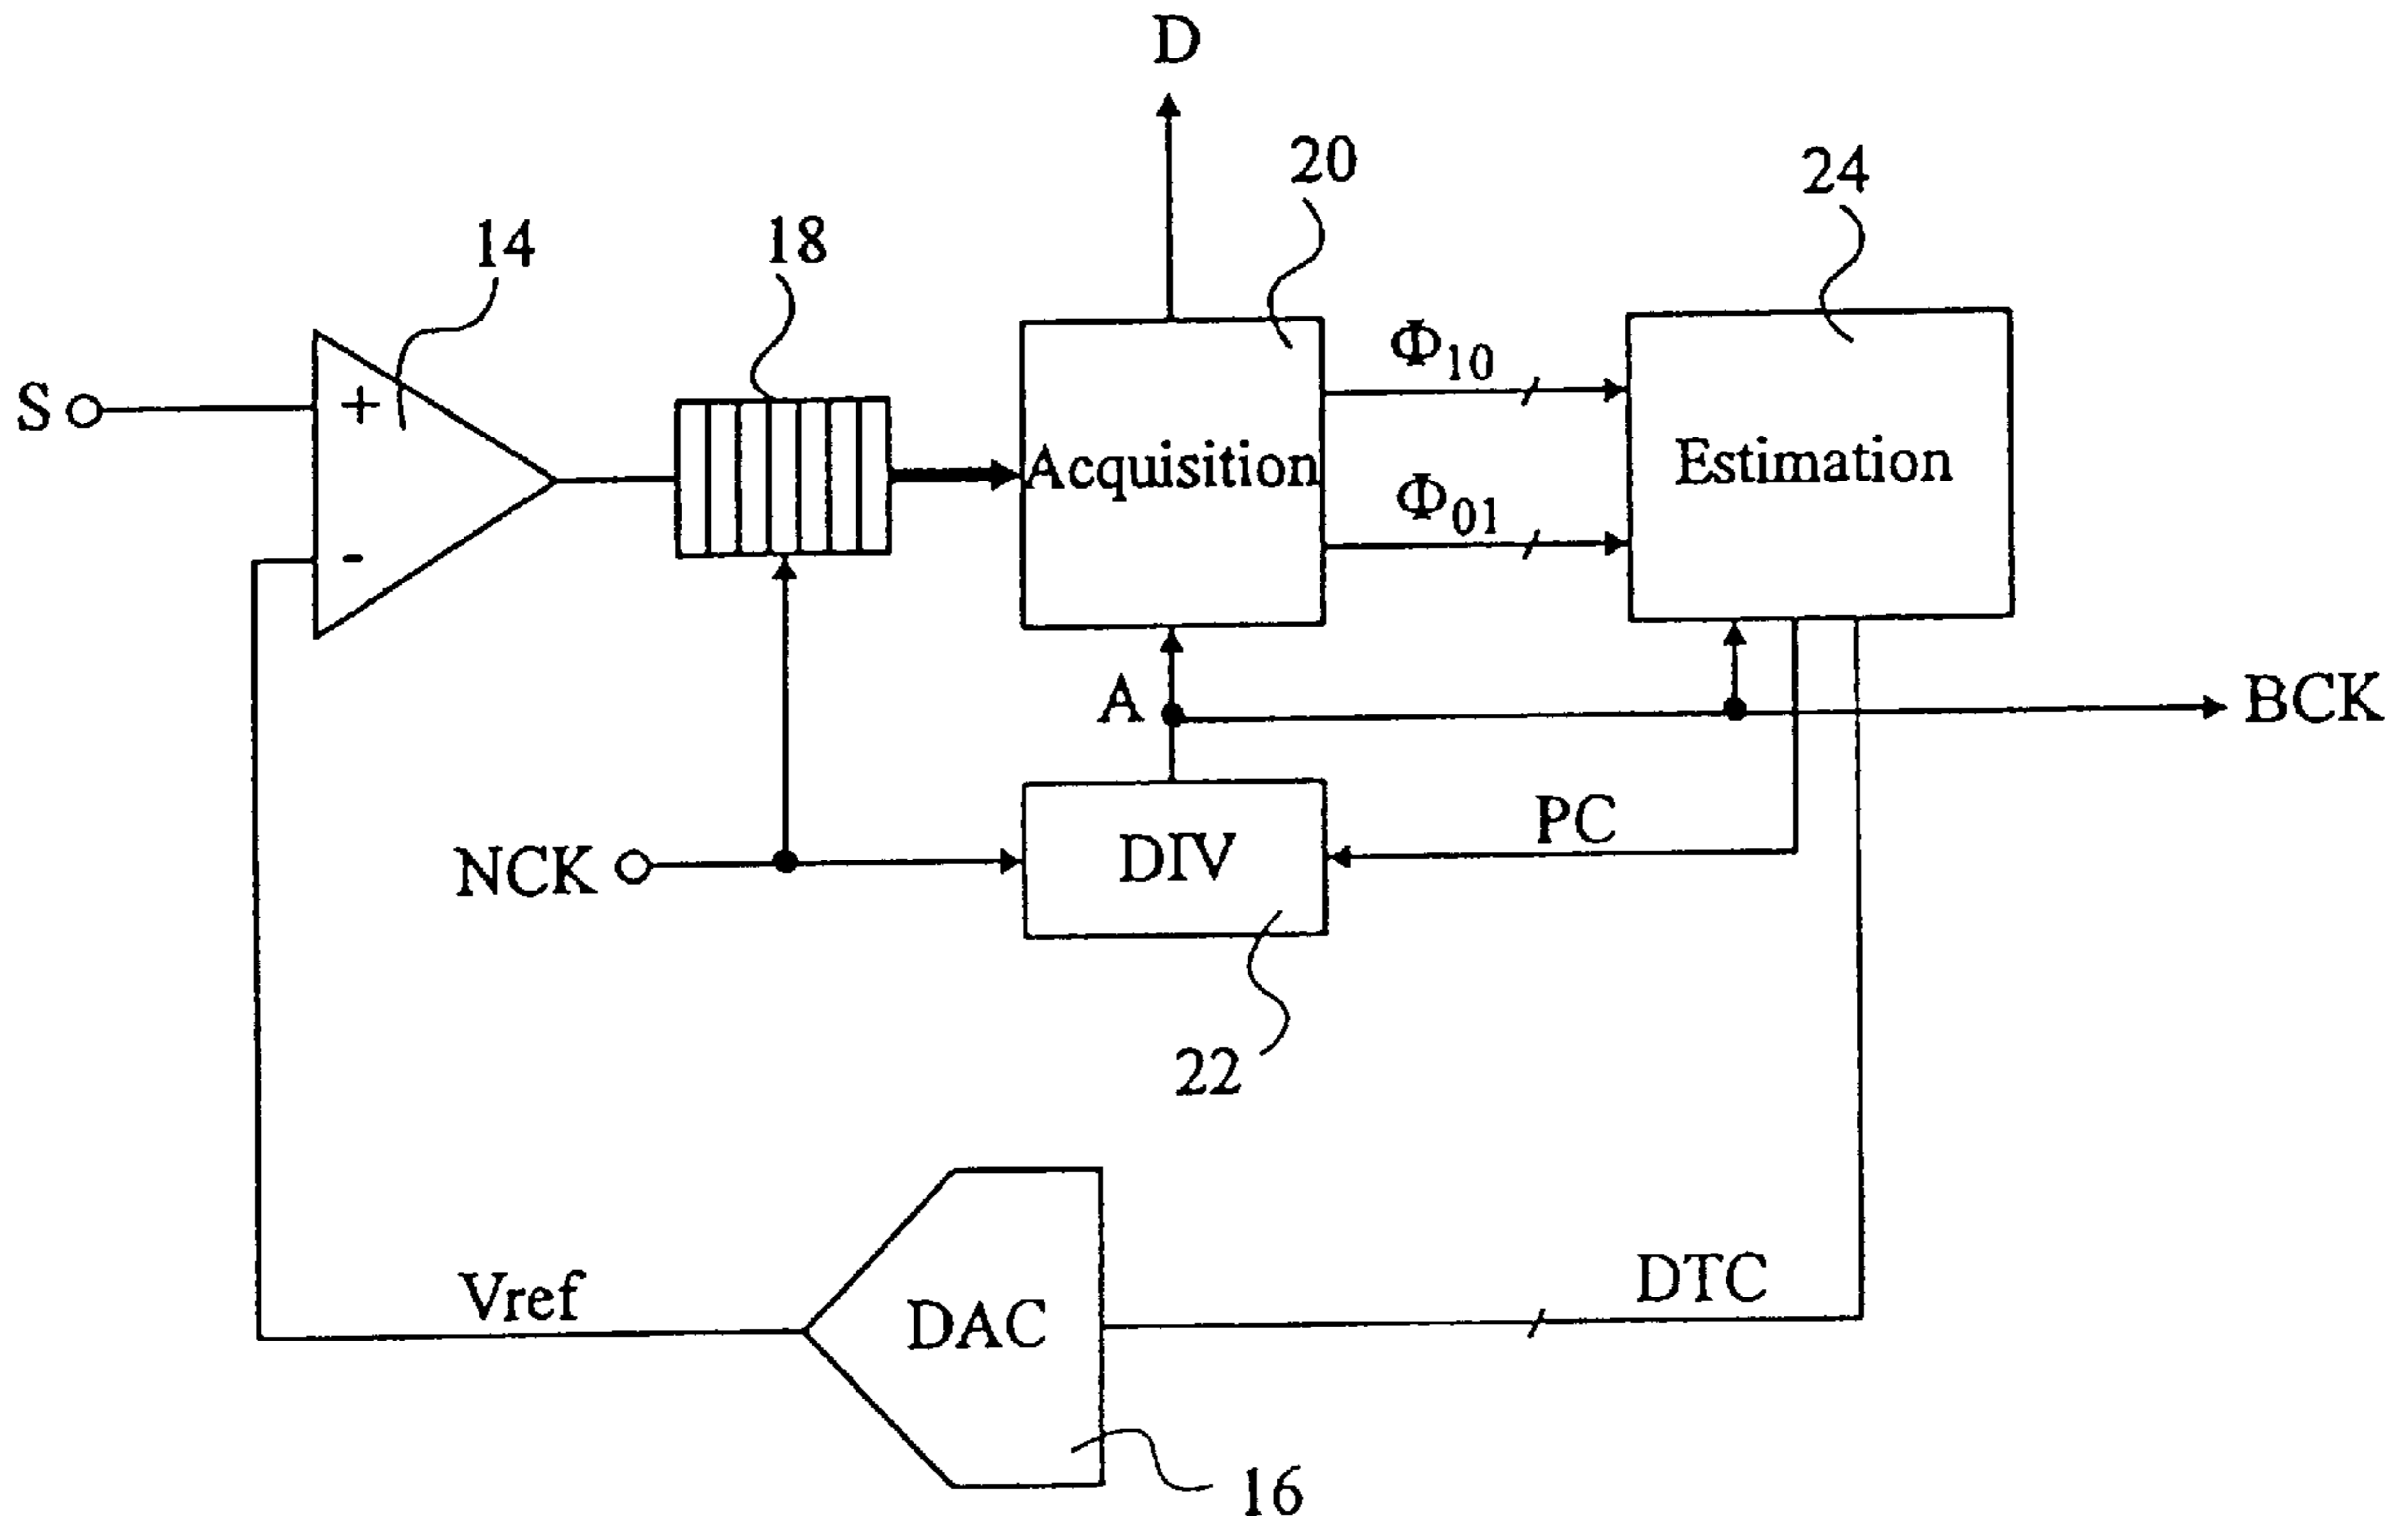 D
20
24
14
18
Φ10
S
+
Acquisition
Estimation
Φ01
-
A
BCK
PC
NCK
DIV
22
DTC
Vref
DAC
16